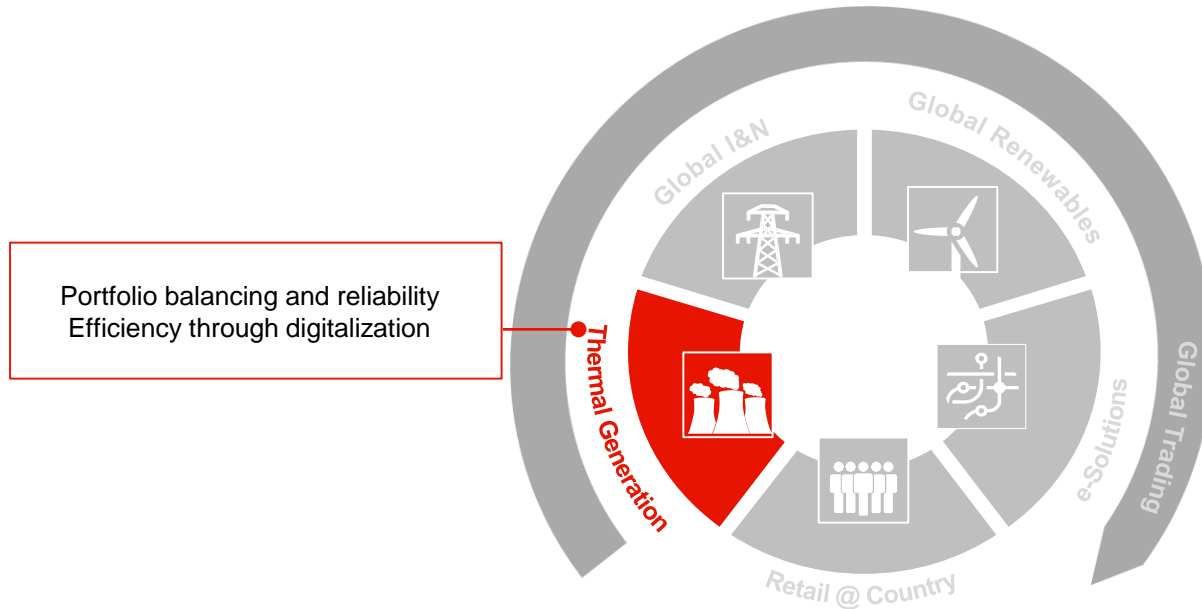 Portfolio balancing and reliability
Efficiency through digitalization
Global I&N
Global Renewables
Thermal Generation
e-Solutions
Global Trading
Retail @ Country